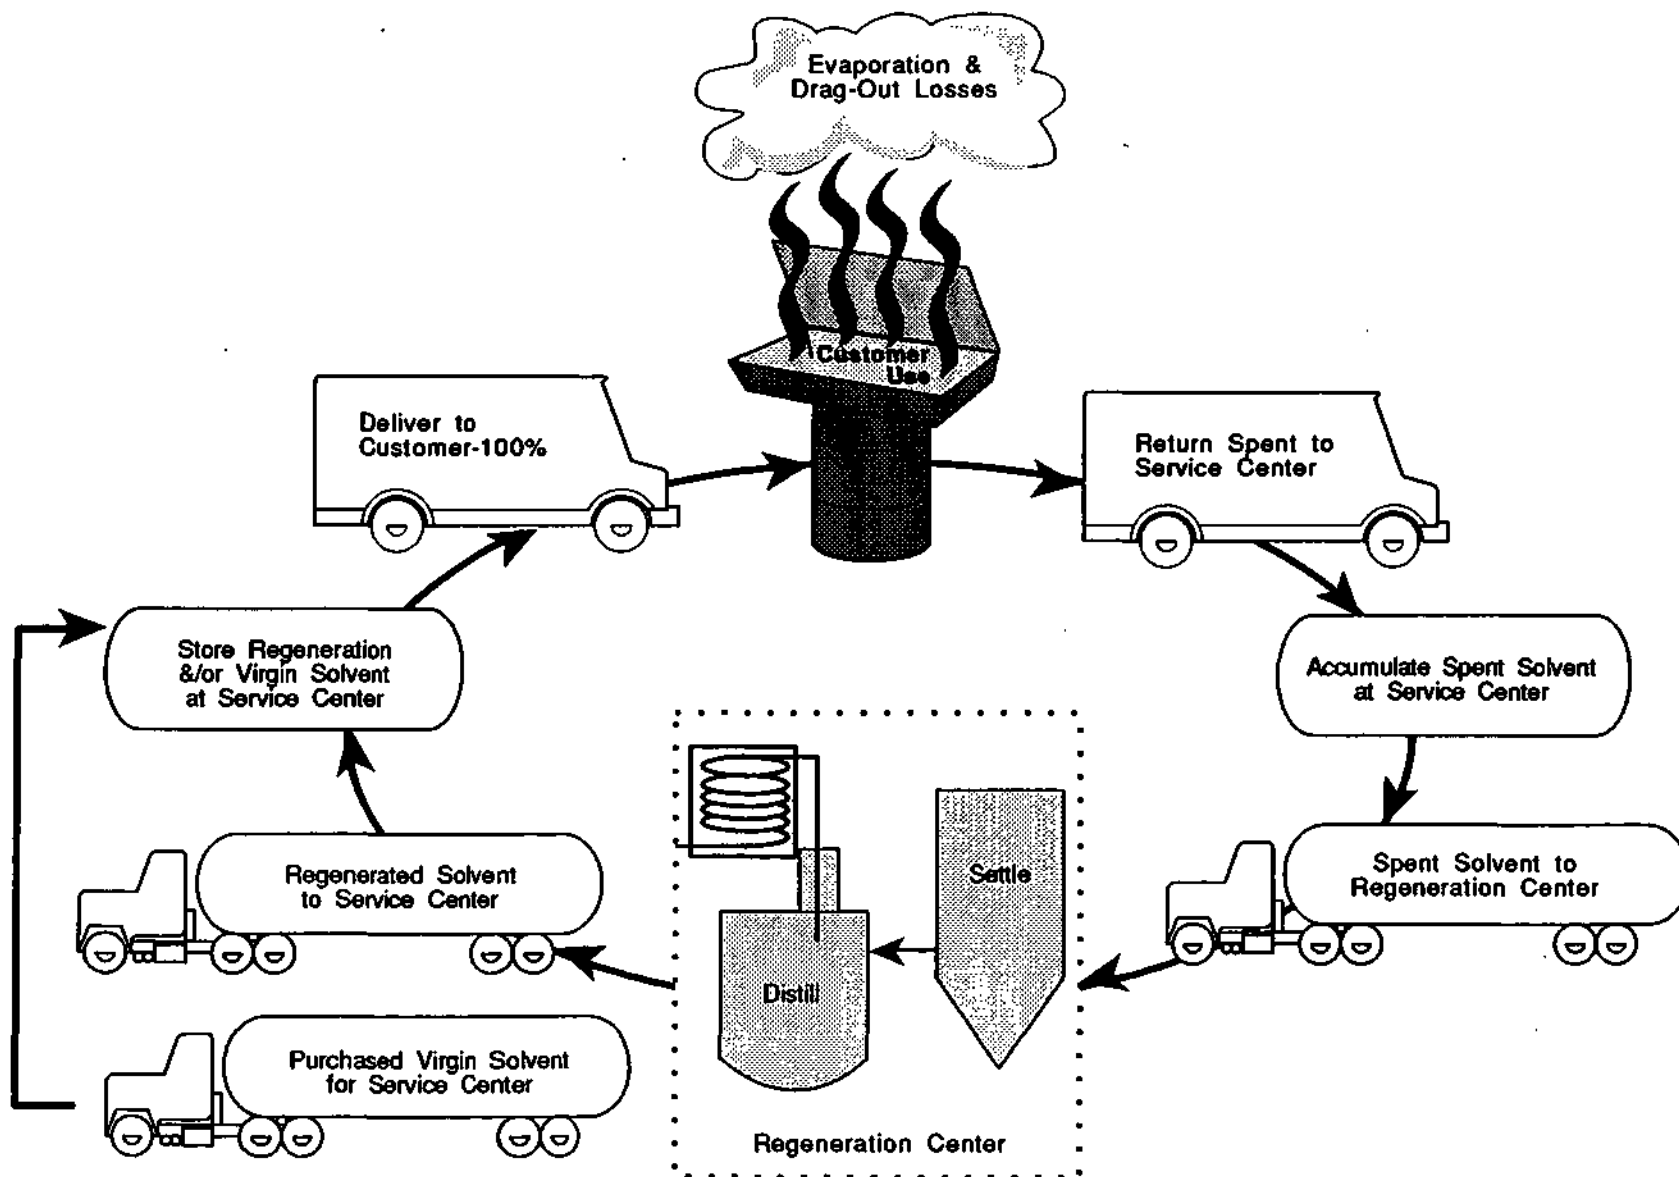 Evaporation &
Drag-Out Losses
Customer
Use
Deliver to
Customer-100%
Return Spent to
Service Center
Store Regeneration
&/or Virgin Solvent
at Service Center
Accumulate Spent Solvent
at Service Center
Settle
Regenerated Solvent
to Service Center
Spent Solvent to
Regeneration Center
Distill
Purchased Virgin Solvent
for Service Center
Regeneration Center